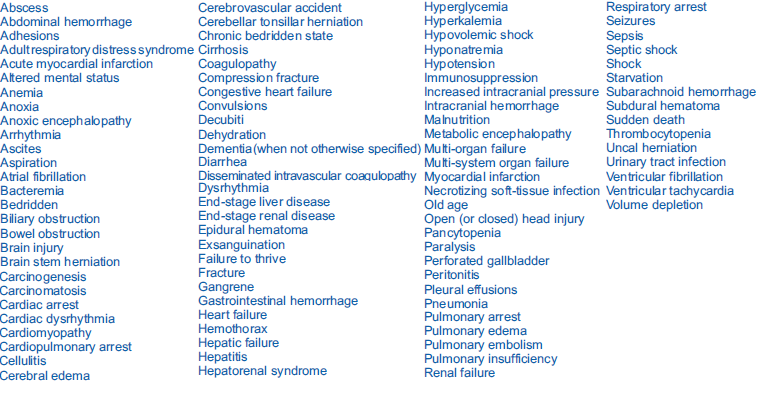 Abscess
Abdominal hemorrhage
Adhesions
Adult respiratory distress syndrome
Acute myocardial infarction
Altered mental status
Anemia
Anoxia
Anoxic encephalopathy
Arrhythmia
Ascites
Aspiration
Atrial fibrillation
Bacteremia
Bedridden
Biliary obstruction
Bowel obstruction
Brain injury
Brain stem herniation
Carcinogenesis
Carcinomatosis
Cardiac arrest
Cardiac dysrhythmia
Cardiomyopathy
Cardiopulmonary arrest
Cellulitis
Cerebral edema
Cerebrovascular accident
Cerebellar tonsillar herniation
Chronic bedridden state
Cirrhosis
Coagulopathy
Compression fracture
Congestive heart failure
Convulsions
Decubiti
Dehydration
Dementia (when not otherwise specified)
Diarrhea
Disseminated intravascular coagulopathy
Dysrhythmia
End-stage liver disease
End-stage renal disease
Epidural hematoma
Exsanguination
Failure to thrive
Fracture
Gangrene
Gastrointestinal hemorrhage
Heart failure
Hemothorax
Hepatic failure
Hepatitis
Hepatorenal syndrome
Hyperglycemia
Hyperkalemia
Hypovolemic shock
Hyponatremia
Hypotension
Immunosuppression
Increased intracranial pressure
Intracranial hemorrhage
Malnutrition
Metabolic encephalopathy
Multi-organ failure
Multi-system organ failure
Myocardial infarction
Necrotizing soft-tissue infection
Old age
Open (or closed) head injury
Pancytopenia
Paralysis
Perforated gallbladder
Peritonitis
Pleural effusions
Pneumonia
Pulmonary arrest
Pulmonary edema
Pulmonary embolism
Pulmonary insufficiency
Renal failure
Respiratory arrest
Seizures
Sepsis
Septic shock
Shock
Starvation
Subarachnoid hemorrhage
Subdural hematoma
Sudden death
Thrombocytopenia
Uncal herniation
Urinary tract infection
Ventricular fibrillation
Ventricular tachycardia
Volume depletion